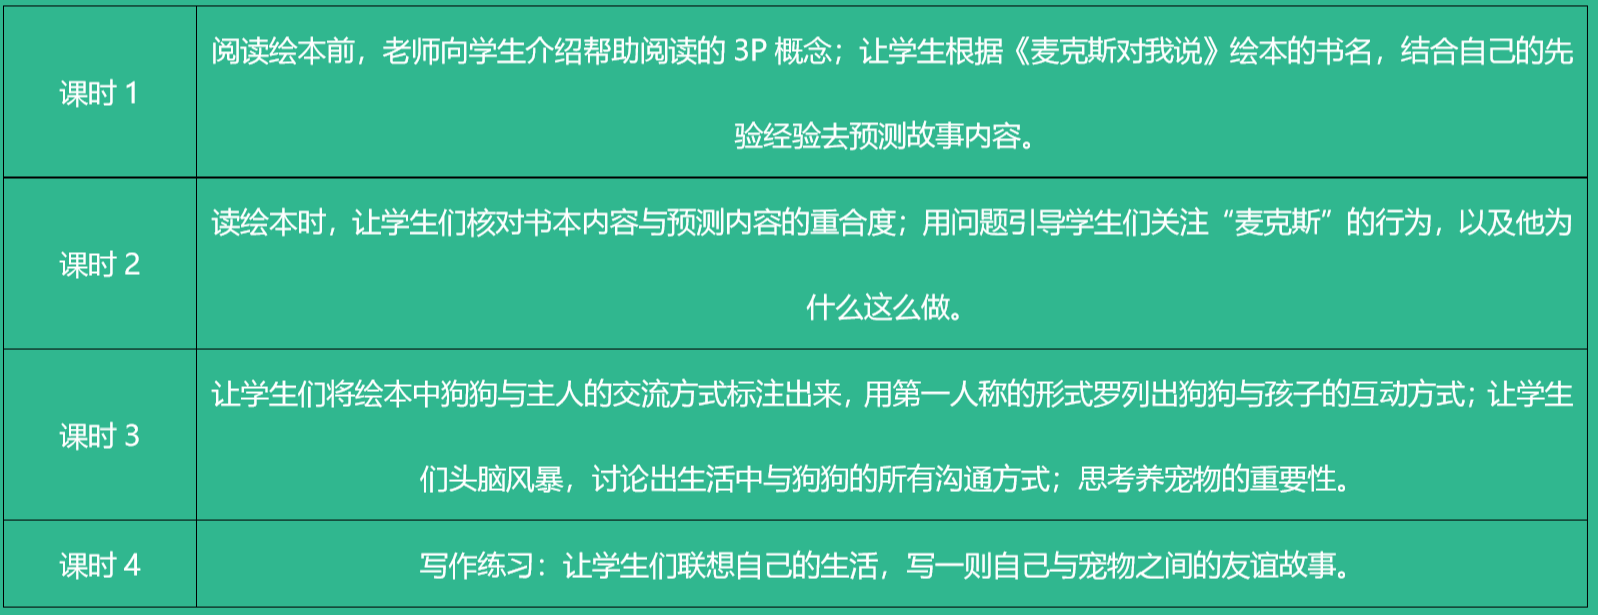 课时 1
阅读绘本前，老师向学生介绍帮助阅读的 3P 概念；让学生根据《麦克斯对我说》绘本的书名，结合自己的先
验经验去预测故事内容。
课时 2
读绘本时，让学生们核对书本内容与预测内容的重合度；用问题引导学生们关注“麦克斯”的行为，以及他为
什么这么做。
课时 3
让学生们将绘本中狗狗与主人的交流方式标注出来，用第一人称的形式罗列出狗狗与孩子的互动方式；让学生
们头脑风暴，讨论出生活中与狗狗的所有沟通方式；思考养宠物的重要性。
课时 4
写作练习：让学生们联想自己的生活，写一则自己与宠物之间的友谊故事。